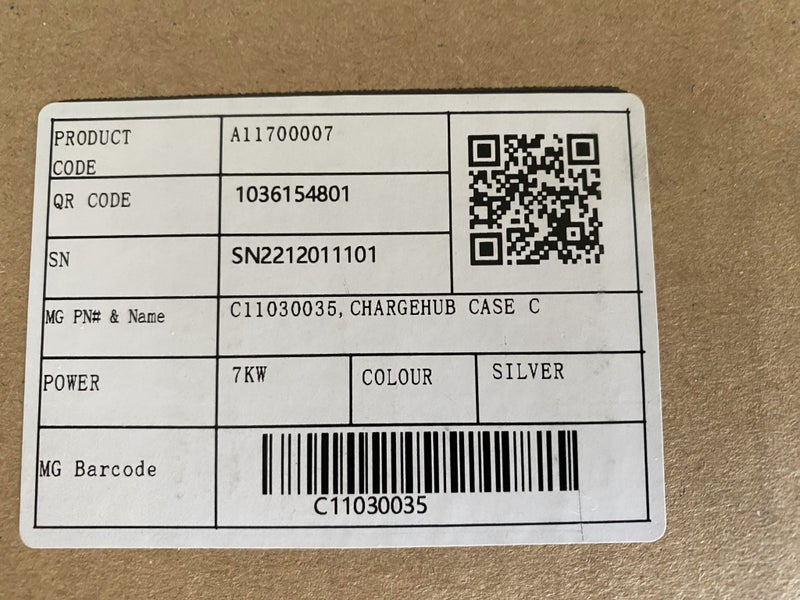 PRODUCT CODE A11700007
QR CODE 1036154801
SN SN2212011101
MG PN# & Name C11030035, CHARGEHUB CASE C
POWER 7KW COLOUR SILVER
MG Barcode C11030035